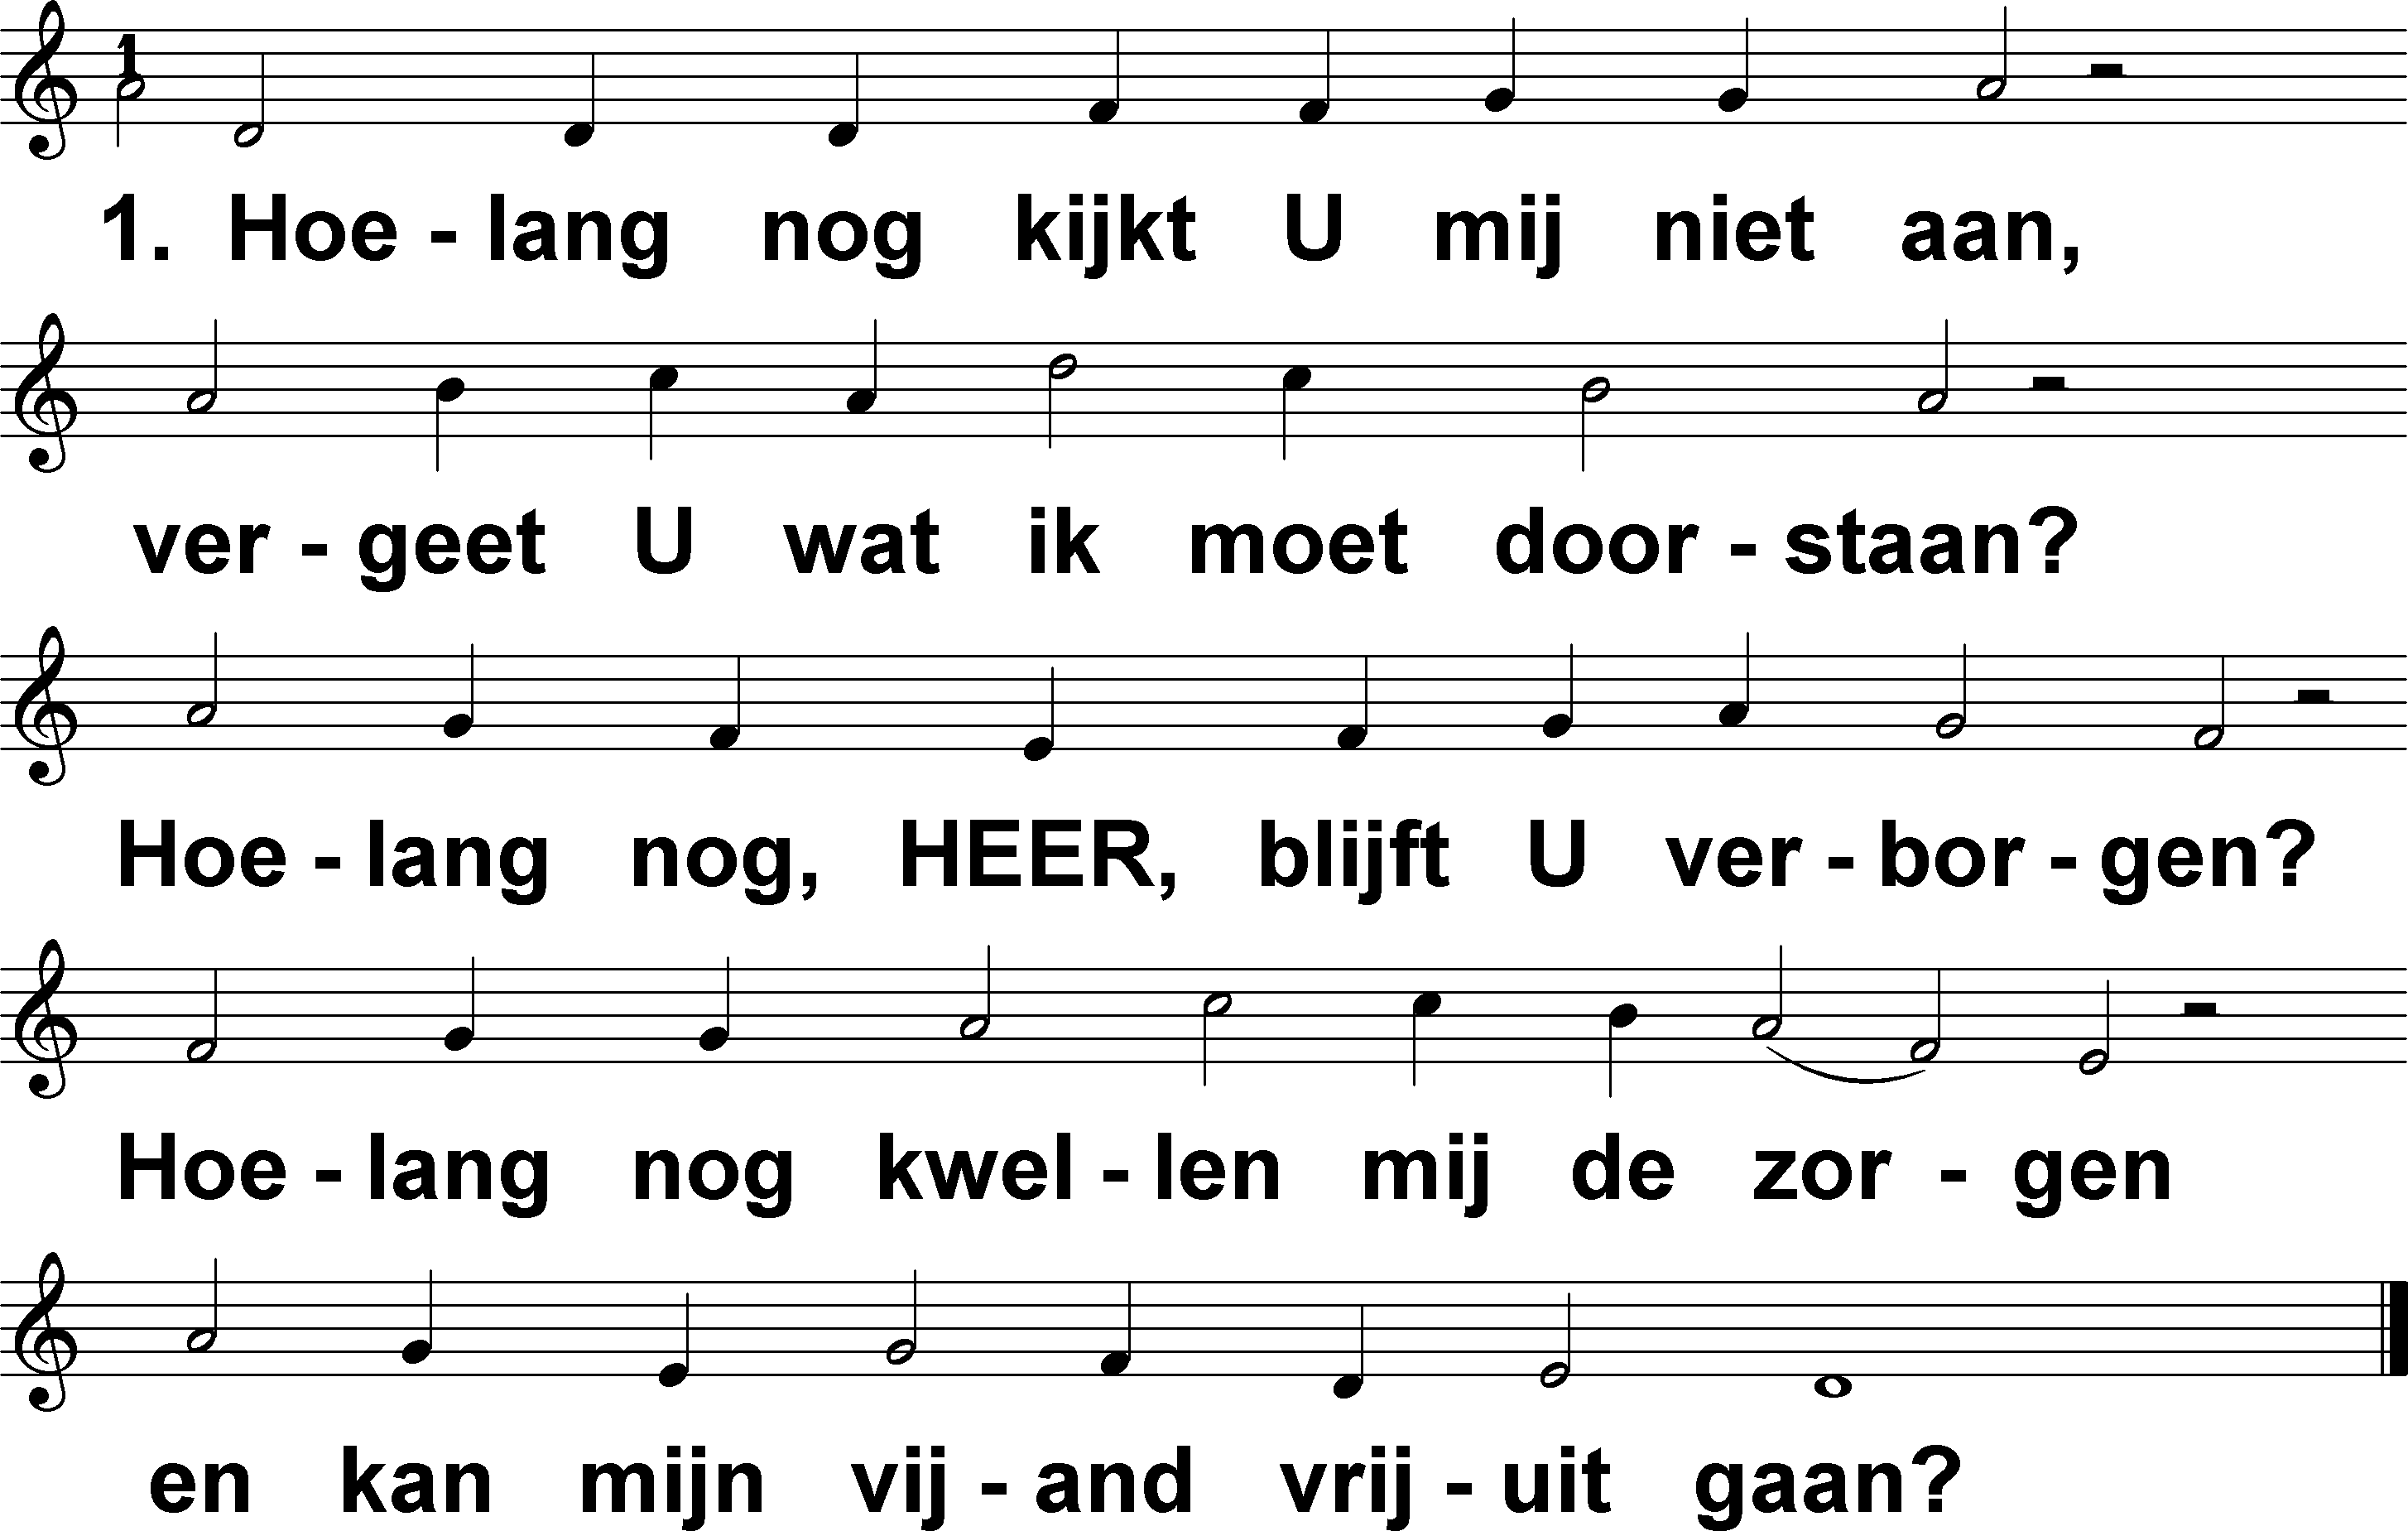 1
1. Hoe - lang nog kijkt U mij niet aan,
ver - geet U wat ik moet door - staan?
Hoe - lang nog, HEER, blijft U ver - bor - gen?
Hoe - lang nog kwel - len mij de zor - gen
en kan mijn vij - and vrij - uit gaan?